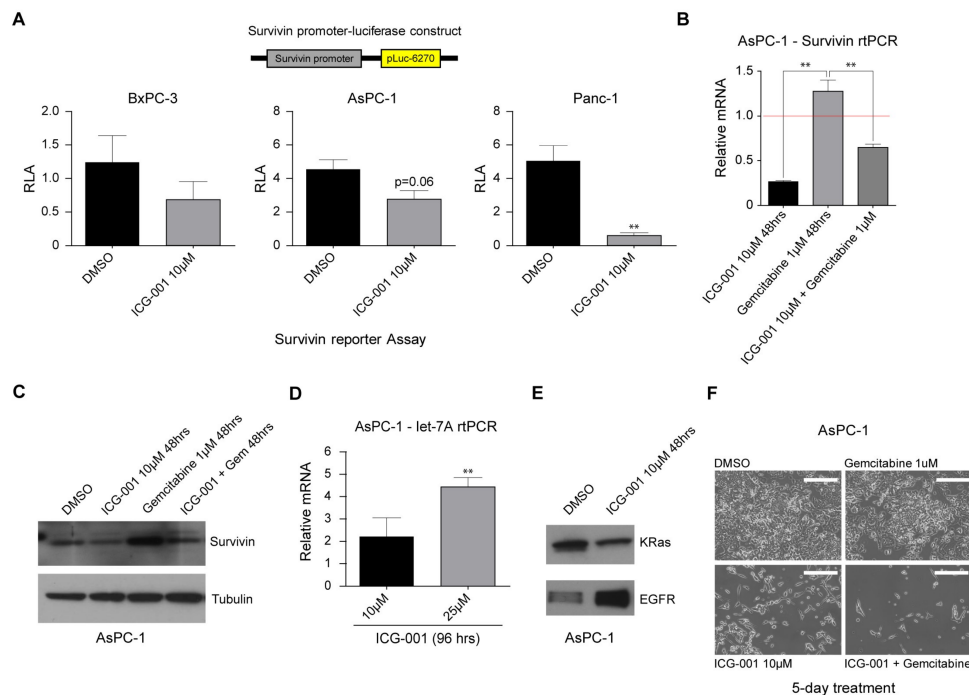 A
Survivin promoter-luciferase construct
Survivin promoter
pLuc-6270
BxPC-3
RLA
2.0
1.5
1.0
0.5
0.0
DMSO
ICG-001 10µM
AsPC-1
RLA
8
6
4
2
0
p=0.06
DMSO
ICG-001 10µM
Panc-1
RLA
8
6
4
2
0
**
DMSO
ICG-001 10µM
Survivin reporter Assay
B
AsPC-1 - Survivin rtPCR
Relative mRNA
1.5
1.0
0.5
0.0
**
**
ICG-001 10µM 48hrs
Gemcitabine 1µM 48hrs
ICG-001 10µM + Gemcitabine 1µM
C
DMSO
ICG-001 10µM 48hrs
Gemcitabine 1µM 48hrs
ICG-001 + Gem 48hrs
Survivin
Tubulin
AsPC-1
D
AsPC-1 - let-7A rtPCR
Relative mRNA
6
5
4
3
2
1
0
**
10µM
25µM
ICG-001 (96 hrs)
E
DMSO
ICG-001 10µM 48hrs
KRas
EGFR
AsPC-1
F
AsPC-1
DMSO
Gemcitabine 1uM
ICG-001 10µM
ICG-001 + Gemcitabine
5-day treatment